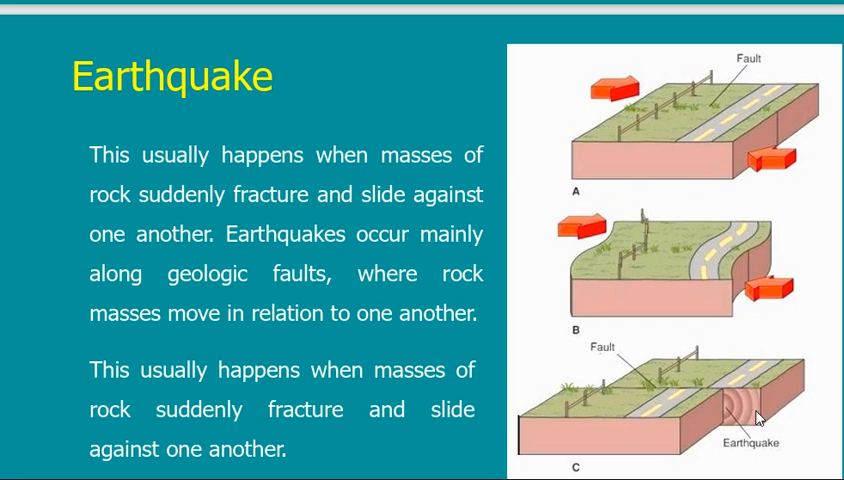 Earthquake
This usually happens when masses of
rock suddenly fracture and slide against
one another. Earthquakes occur mainly
along geologic faults, where rock
masses move in relation to one another.
This usually happens when masses of
rock suddenly fracture and slide
against one another.
Fault
A
B
Fault
Earthquake
C